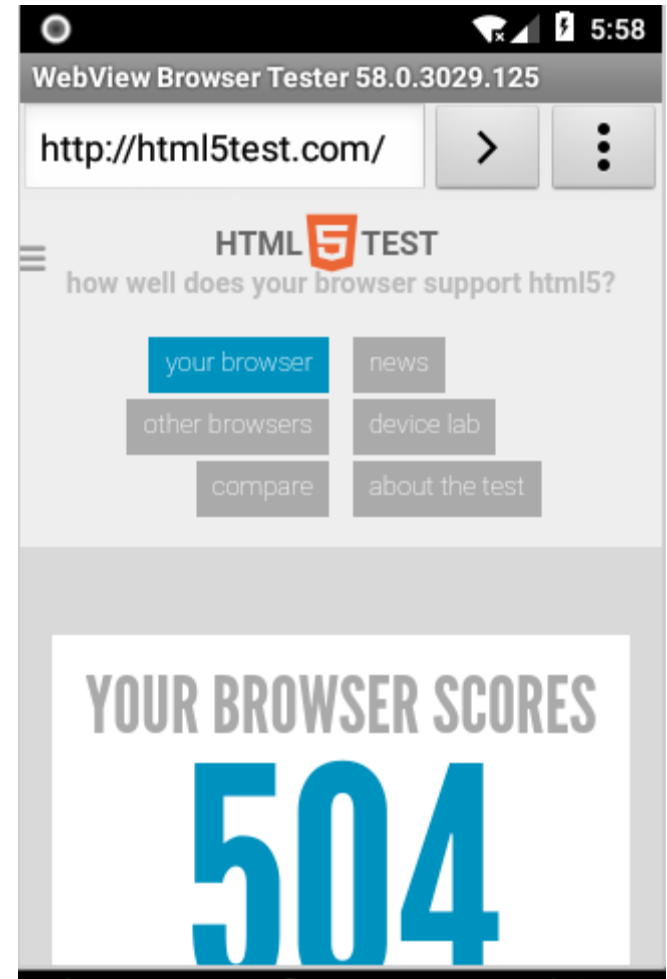 5:58
WebView Browser Tester 58.0.3029.125
http://html5test.com/
HTML 5 TEST
how well does your browser support html5?
your browser
news
other browsers
device lab
compare
about the test
YOUR BROWSER SCORES
504